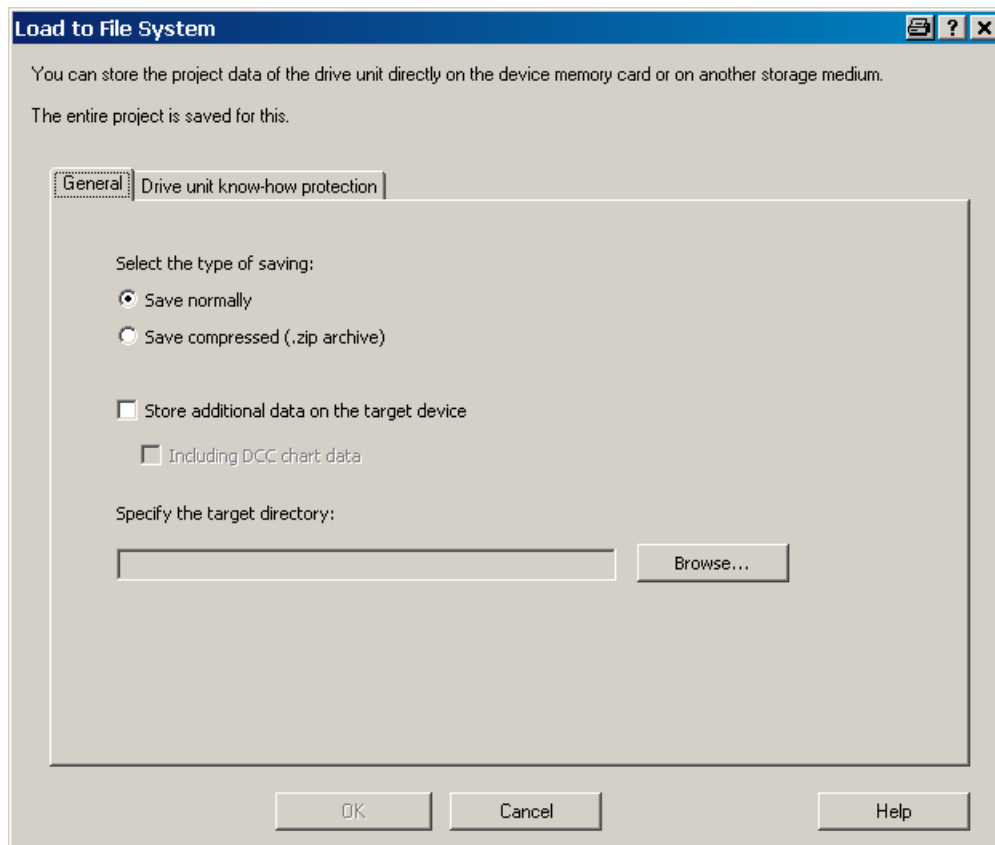 Load to File System
You can store the project data of the drive unit directly on the device memory card or on another storage medium.
The entire project is saved for this.
General
Drive unit know-how protection
Select the type of saving:
Save normally
Save compressed (.zip archive)
Store additional data on the target device
Including DCC chart data
Specify the target directory:
Browse...
OK
Cancel
Help